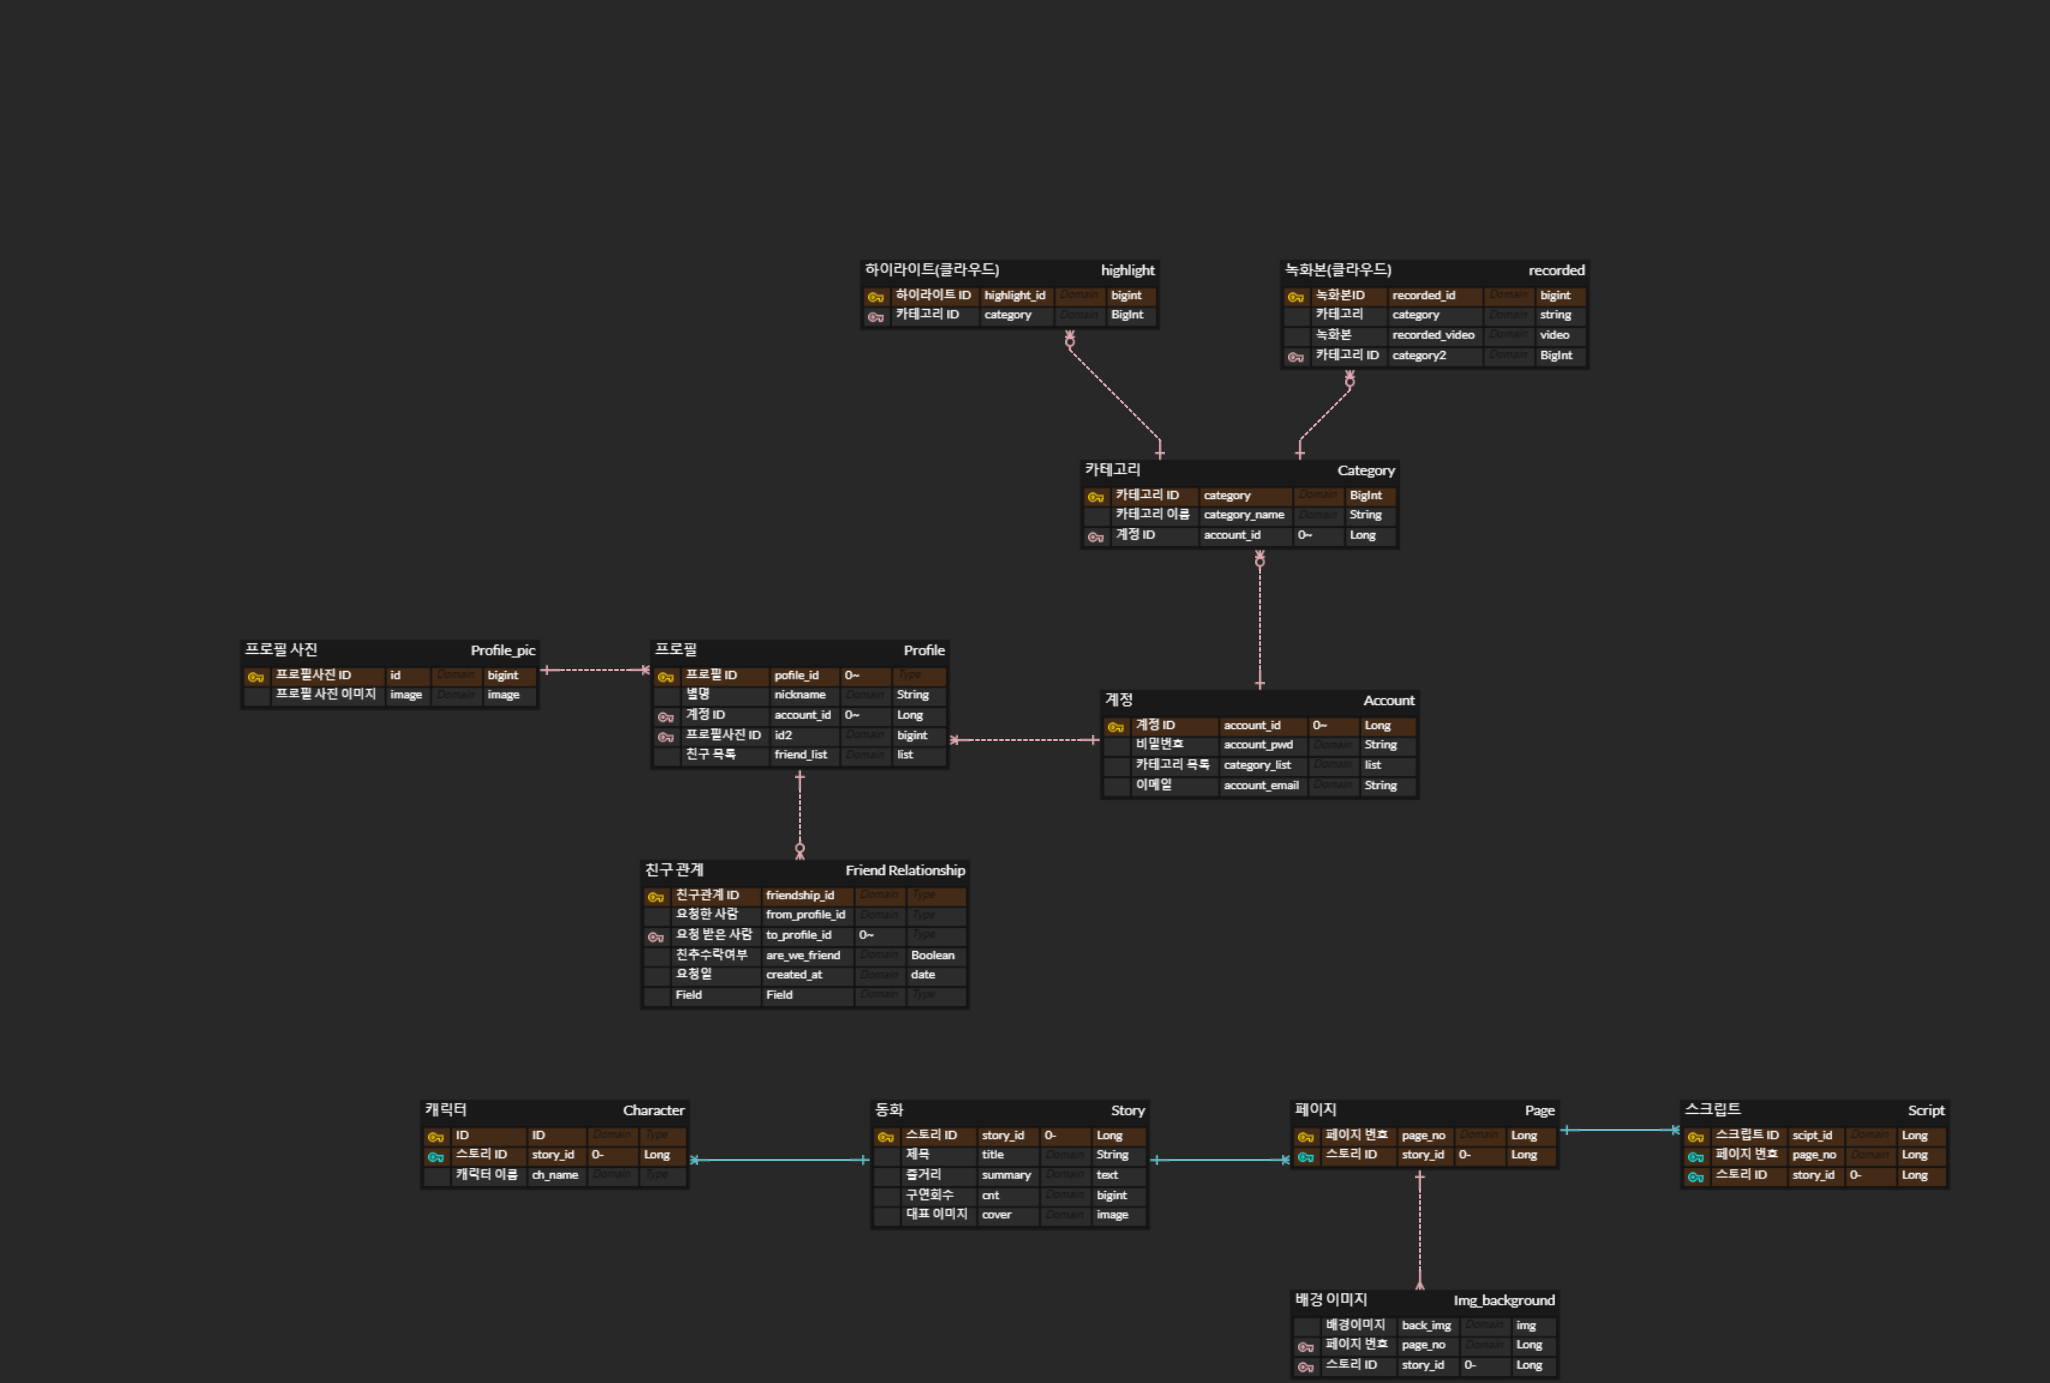 하이라이트(클라우드) highlight
하이라이트 ID highlight_id Domain bigint
카테고리 ID category Domain BigInt
녹화본(클라우드) recorded
녹화본ID recorded_id Domain bigint
카테고리 category Domain string
녹화본 recorded_video Domain video
카테고리 ID category2 Domain BigInt
카테고리 Category
카테고리 ID category Domain BigInt
카테고리 이름 category_name Domain String
계정 ID account_id 0~ Long
프로필 사진 Profile_pic
프로필사진 ID id Domain bigint
프로필 사진 이미지 image Domain image
프로필 Profile
프로필 ID pofile_id 0~ Type
별명 nickname Domain String
계정 ID account_id 0~ Long
프로필사진 ID id2 Domain bigint
친구 목록 friend_list Domain list
계정 Account
계정 ID account_id 0~ Long
비밀번호 account_pwd Domain String
카테고리 목록 category_list Domain list
이메일 account_email Domain String
친구 관계 Friend Relationship
친구관계 ID friendship_id Domain Type
요청한 사람 from_profile_id Domain Type
요청 받은 사람 to_profile_id 0~ Type
친추수락여부 are_we_friend Domain Boolean
요청일 created_at Domain date
Field Field Domain Type
캐릭터 Character
ID ID Domain Type
스토리 ID story_id 0- Long
캐릭터 이름 ch_name Domain Type
동화 Story
스토리 ID story_id 0- Long
제목 title Domain String
줄거리 summary Domain text
구연회수 cnt Domain bigint
대표 이미지 cover Domain image
페이지 Page
페이지 번호 page_no Domain Long
스토리 ID story_id 0- Long
스크립트 Script
스크립트 ID scipt_id Domain Long
페이지 번호 page_no Domain Long
스토리 ID story_id 0- Long
배경 이미지 Img_background
배경이미지 back_img Domain img
페이지 번호 page_no Domain Long
스토리 ID story_id 0- Long